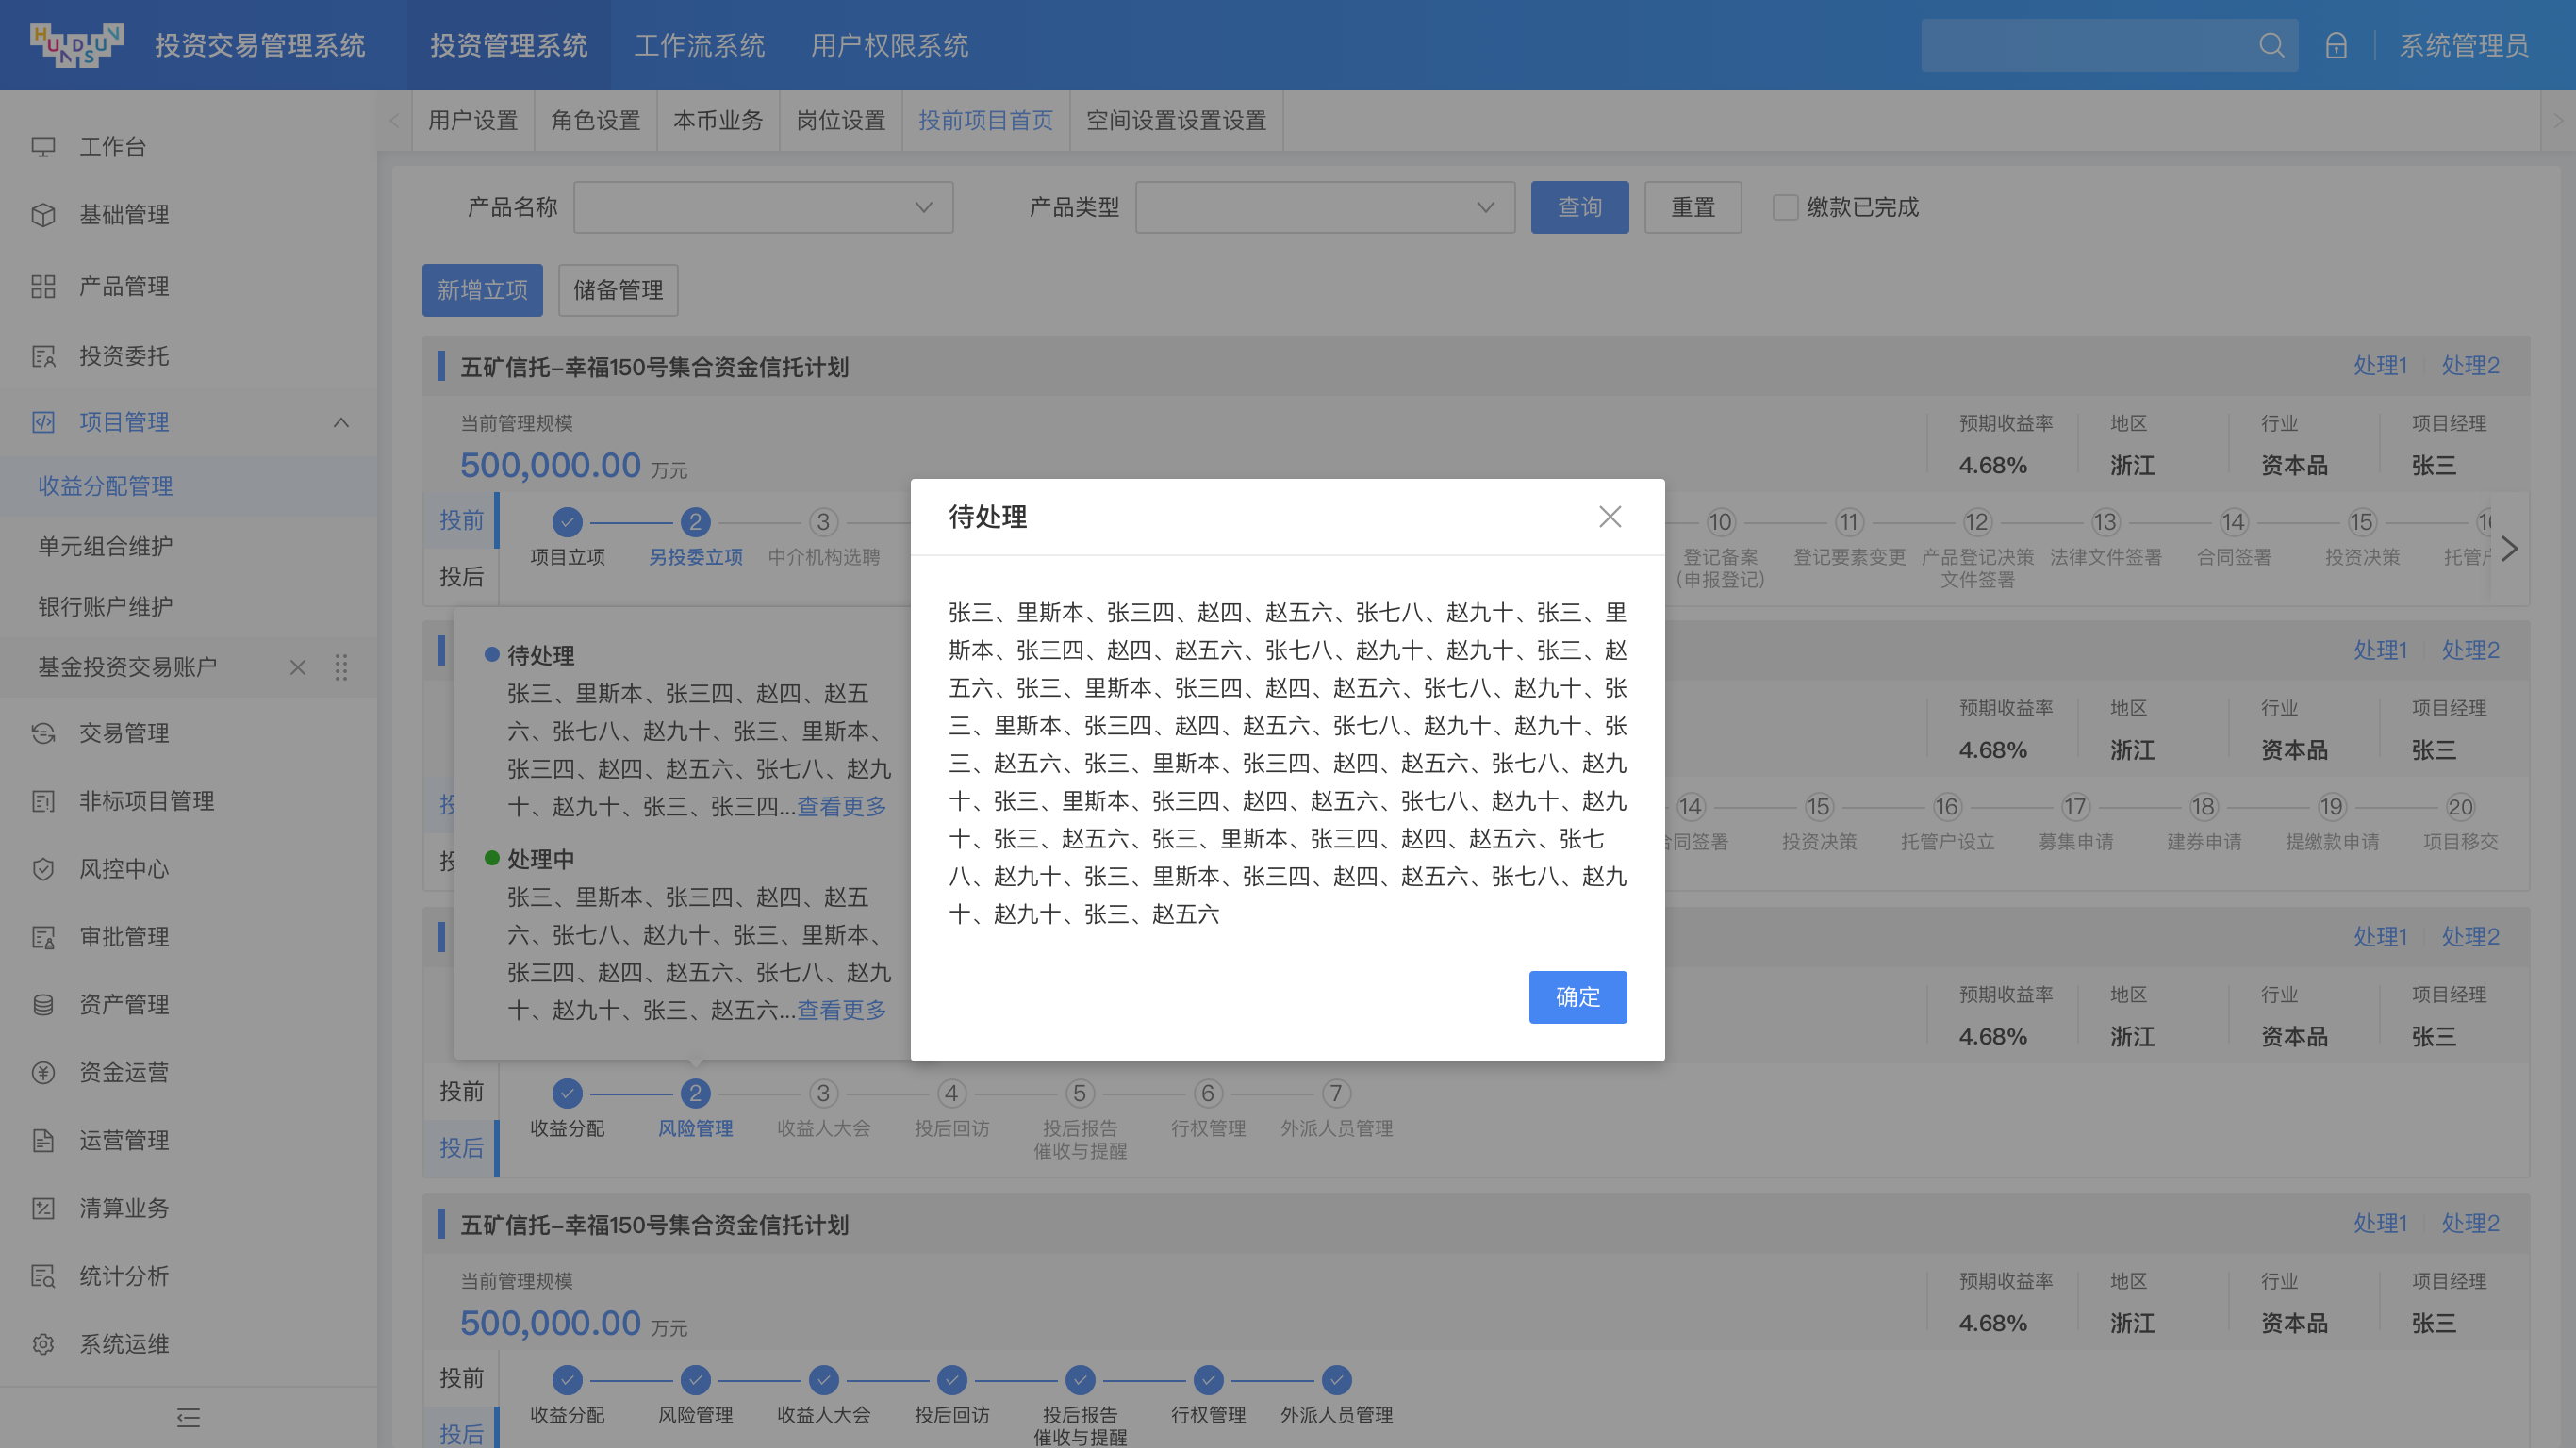 HUNDSUN
投资交易管理系统
投资管理系统
工作流系统
用户权限系统
系统管理员
工作台
基础管理
产品管理
投资委托
项目管理
收益分配管理
单元组合维护
银行账户维护
基金投资交易账户
交易管理
非标项目管理
风控中心
审批管理
资产管理
资金运营
运营管理
清算业务
统计分析
系统运维
用户设置
角色设置
本币业务
岗位设置
投前项目首页
空间设置设置设置
产品名称
产品类型
查询
重置
缴款已完成
新增立项
储备管理
五矿信托–幸福150号集合资金信托计划
处理1
处理2
当前管理规模
500,000.00 万元
预期收益率
4.68%
地区
浙江
行业
资本品
项目经理
张三
投前
投后
项目立项
2
另投委立项
3
中介机构选聘
10
登记备案
（申报登记）
11
登记要素变更
12
产品登记决策
文件签署
13
法律文件签署
14
合同签署
15
投资决策
处理1
处理2
预期收益率
4.68%
地区
浙江
行业
资本品
项目经理
张三
14
同签署
15
投资决策
16
托管户设立
17
募集申请
18
建券申请
19
提缴款申请
20
项目移交
待处理
张三、里斯本、张三四、赵四、赵五
六、张七八、赵九十、张三、里斯本、
张三四、赵四、赵五六、张七八、赵九
十、赵九十、张三、张三四...查看更多
处理中
张三、里斯本、张三四、赵四、赵五
六、张七八、赵九十、张三、里斯本、
张三四、赵四、赵五六、张七八、赵九
十、赵九十、张三、赵五六...查看更多
待处理
张三、里斯本、张三四、赵四、赵五六、张七八、赵九十、张三、里
斯本、张三四、赵四、赵五六、张七八、赵九十、赵九十、张三、赵
五六、张三、里斯本、张三四、赵四、赵五六、张七八、赵九十、张
三、里斯本、张三四、赵四、赵五六、张七八、赵九十、赵九十、张
三、赵五六、张三、里斯本、张三四、赵四、赵五六、张七八、赵九
十、张三、里斯本、张三四、赵四、赵五六、张七八、赵九十、赵九
十、张三、赵五六、张三、里斯本、张三四、赵四、赵五六、张七
八、赵九十、张三、里斯本、张三四、赵四、赵五六、张七八、赵九
十、赵九十、张三、赵五六
确定
处理1
处理2
预期收益率
4.68%
地区
浙江
行业
资本品
项目经理
张三
投前
投后
收益分配
2
风险管理
3
收益人大会
4
投后回访
5
投后报告
催收与提醒
6
行权管理
7
外派人员管理
五矿信托–幸福150号集合资金信托计划
处理1
处理2
当前管理规模
500,000.00 万元
预期收益率
4.68%
地区
浙江
行业
资本品
项目经理
张三
投前
投后
收益分配
风险管理
收益人大会
投后回访
投后报告
催收与提醒
行权管理
外派人员管理